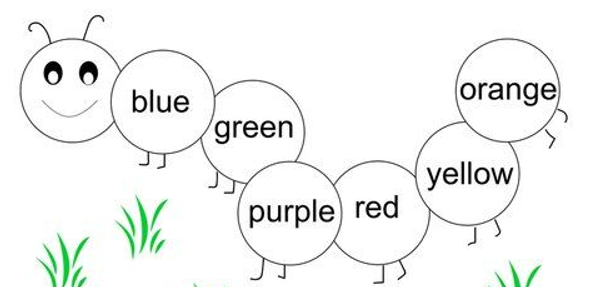 blue
green
purple
red
yellow
orange